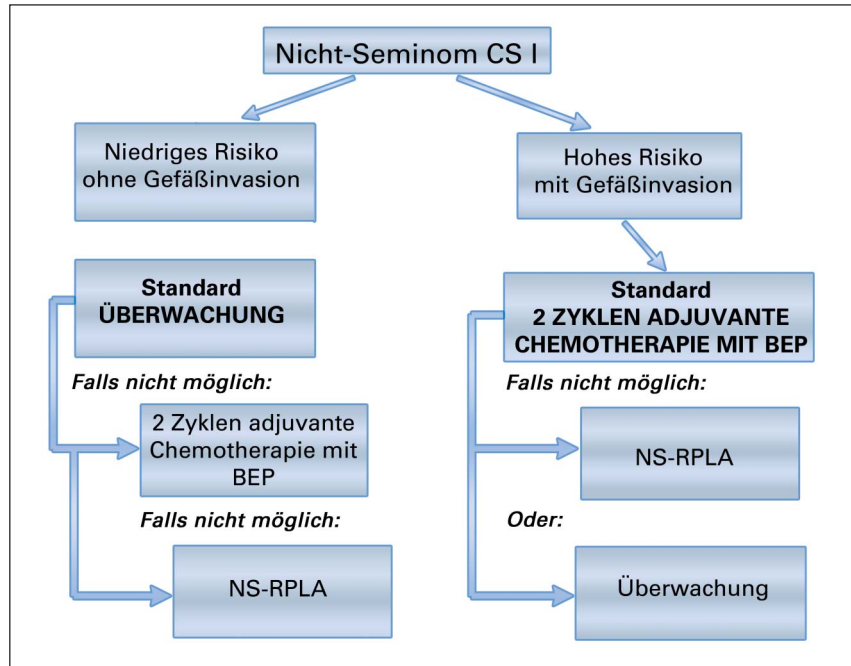 Nicht-Seminom CS I
Niedriges Risiko
ohne Gefäßinvasion
Standard
ÜBERWACHUNG
Falls nicht möglich:
2 Zyklen adjuvante
Chemotherapie mit
BEP
Falls nicht möglich:
NS-RPLA
Hohes Risiko
mit Gefäßinvasion
Standard
2 ZYKLEN ADJUVANTE
CHEMOTHERAPIE MIT BEP
Falls nicht möglich:
NS-RPLA
Oder:
Überwachung